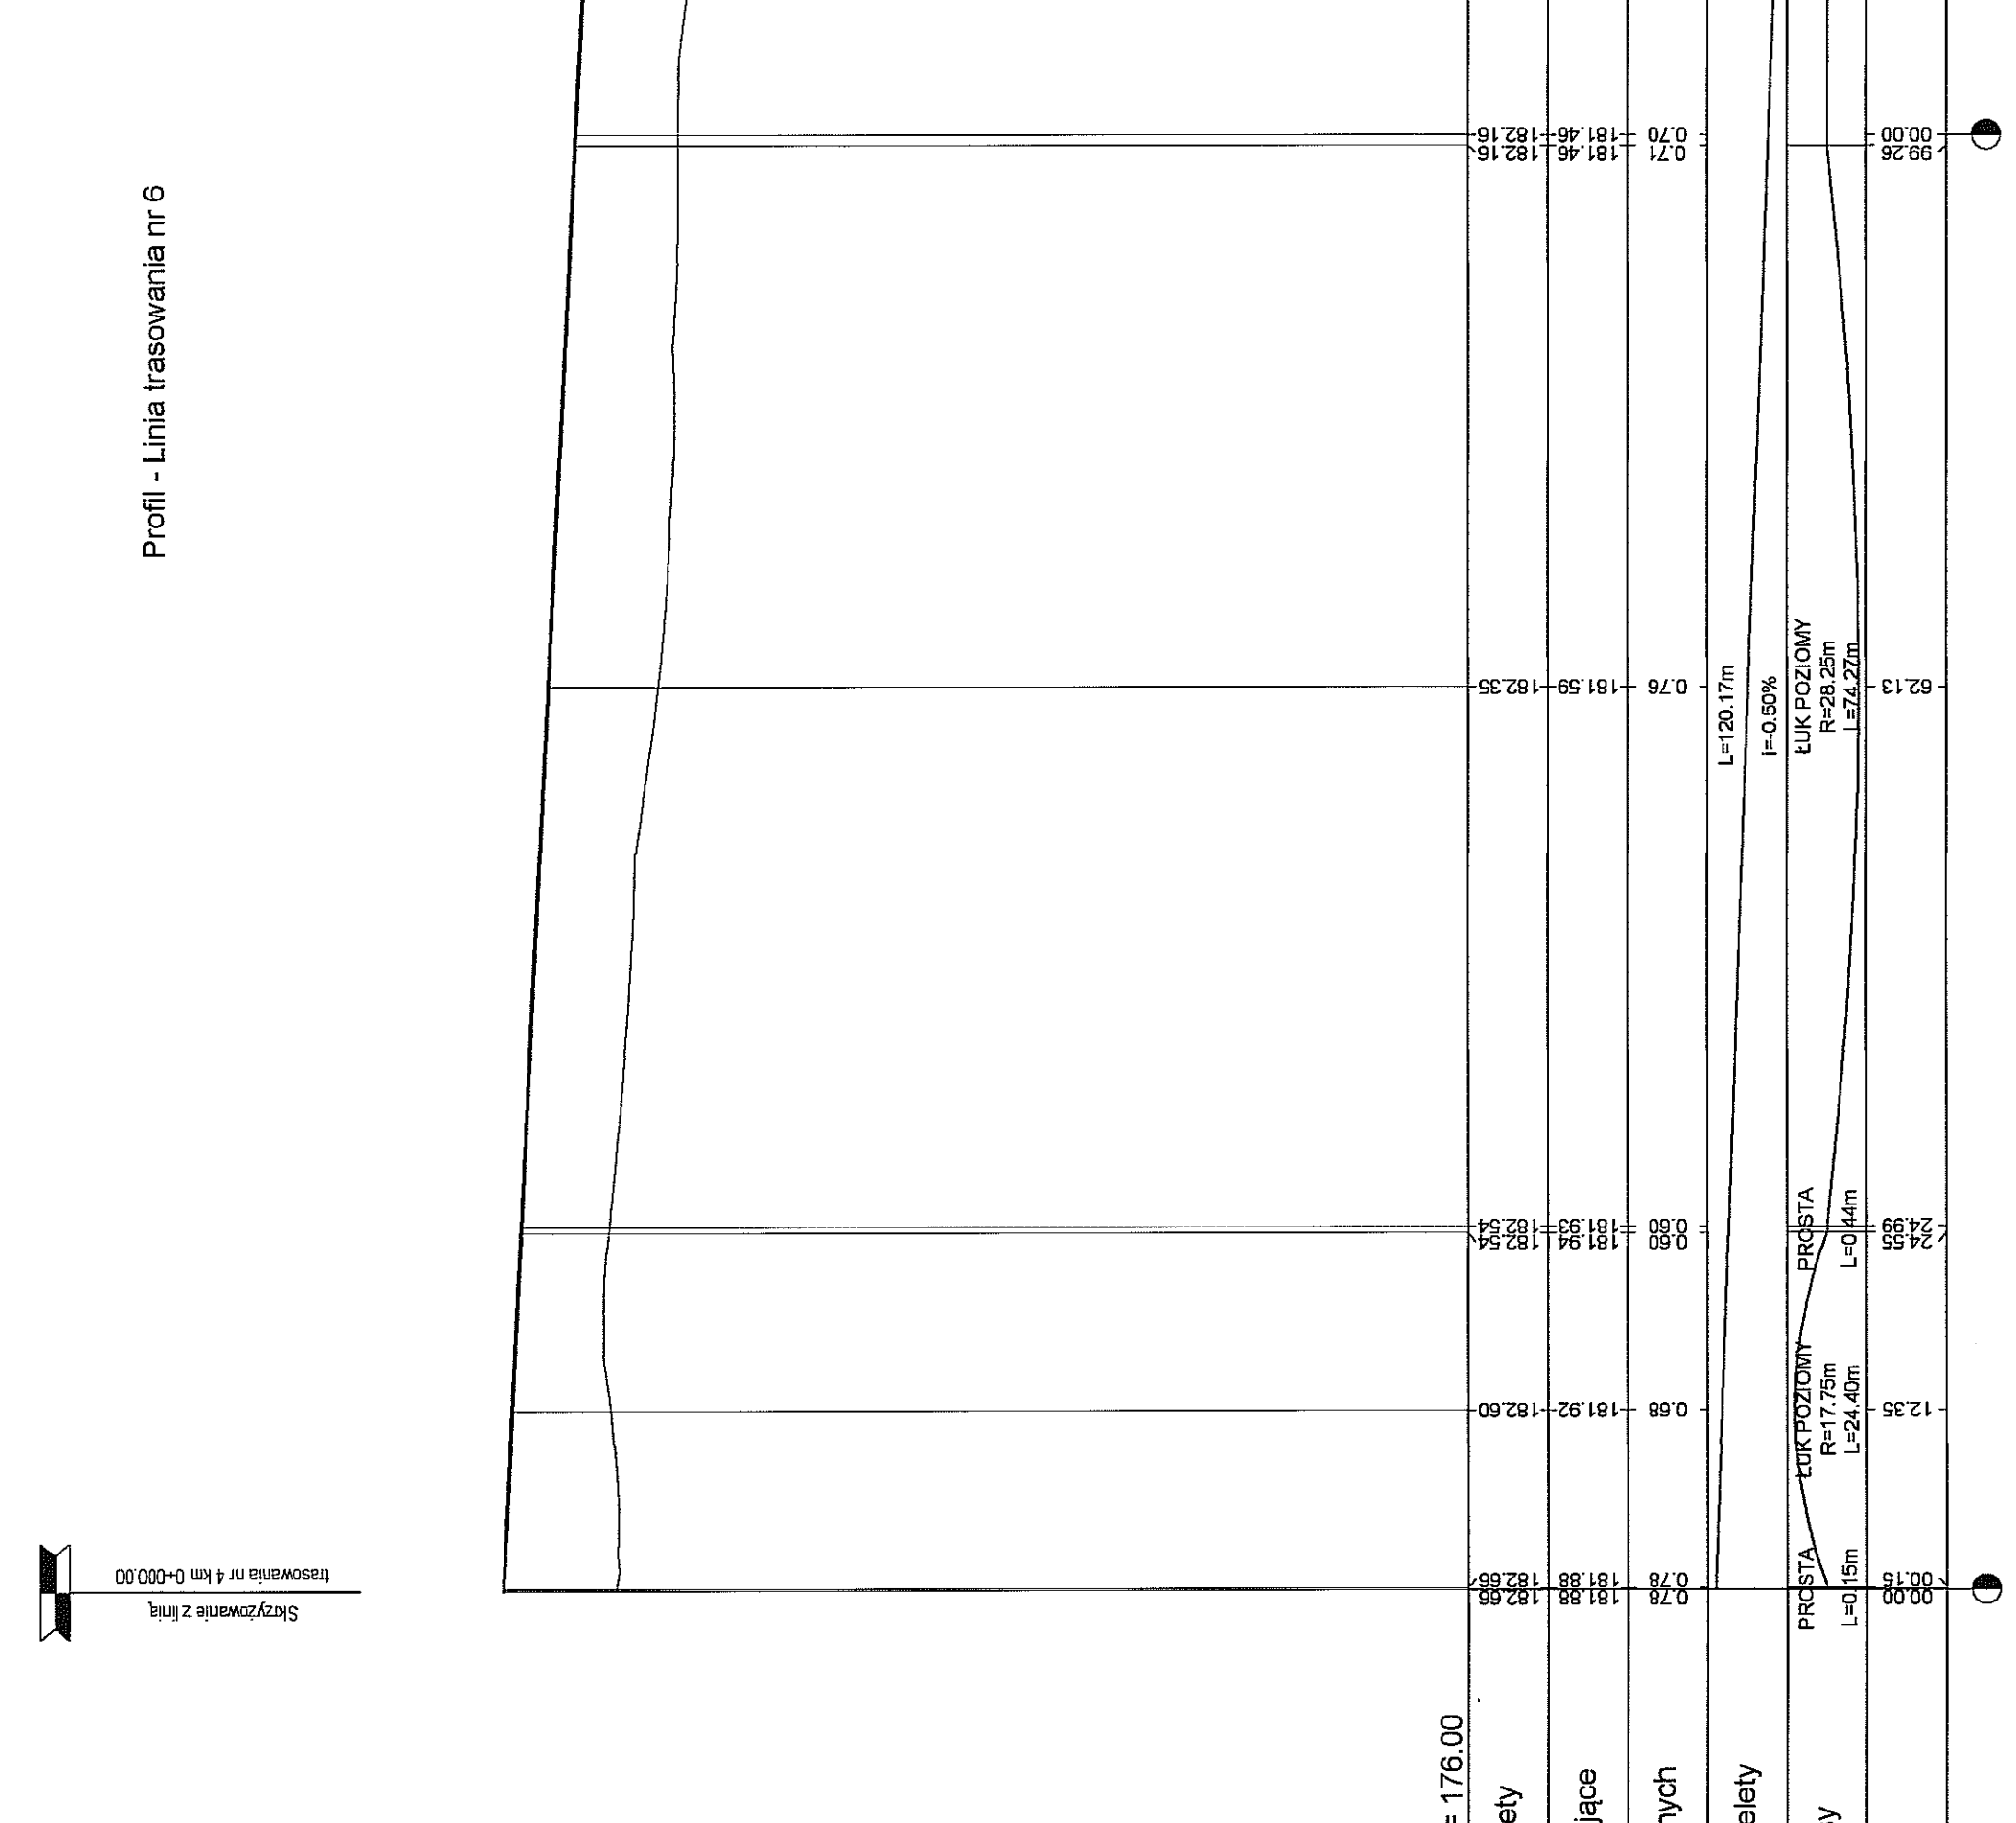 Profil - Linia trasowania nr 6
Skrzyżowanie z linią
trasowania nr 4 km 0+000.00
= 176.00
ety
182.66
182.66
182.60
182.54
182.54
182.35
182.16
182.16
jące
181.88
181.88
181.92
181.94
181.93
181.59
181.46
181.46
nych
0.78
0.78
0.68
0.60
0.60
0.76
0.71
0.70
elety
L=120.17m
i=-0.50%
y
PROSTA
L=0.15m
ŁUK POZIOMY
R=17.75m
L=24.40m
PROSTA
L=0.44m
ŁUK POZIOMY
R=28.25m
L=74.27m
00.00
00.15
12.35
24.55
24.99
62.13
99.26
00.00